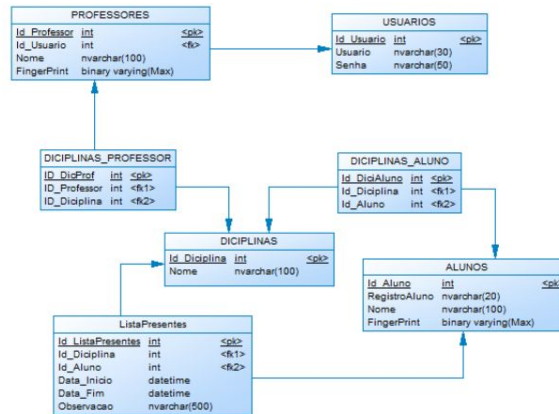 PROFESSORES
Id_Professor int <pk>
Id_Usuario int <fk>
Nome nvarchar(100)
FingerPrint binary varying(Max)
USUARIOS
Id_Usuario int <pk>
Usuario nvarchar(30)
Senha nvarchar(50)
DICIPLINAS_PROFESSOR
ID_DicProf int <pk>
ID_Professor int <fk1>
ID_Diciplina int <fk2>
DICIPLINAS_ALUNO
Id_DiciAluno int <pk>
Id_Diciplina int <fk1>
Id_Aluno int <fk2>
DICIPLINAS
Id_Diciplina int <pk>
Nome nvarchar(100)
ALUNOS
Id_Aluno int <pk>
RegistroAluno nvarchar(20)
Nome nvarchar(100)
FingerPrint binary varying(Max)
ListaPresentes
Id_ListaPresentes int <pk>
Id_Diciplina int <fk1>
Id_Aluno int <fk2>
Data_Inicio datetime
Data_Fim datetime
Observacao nvarchar(500)